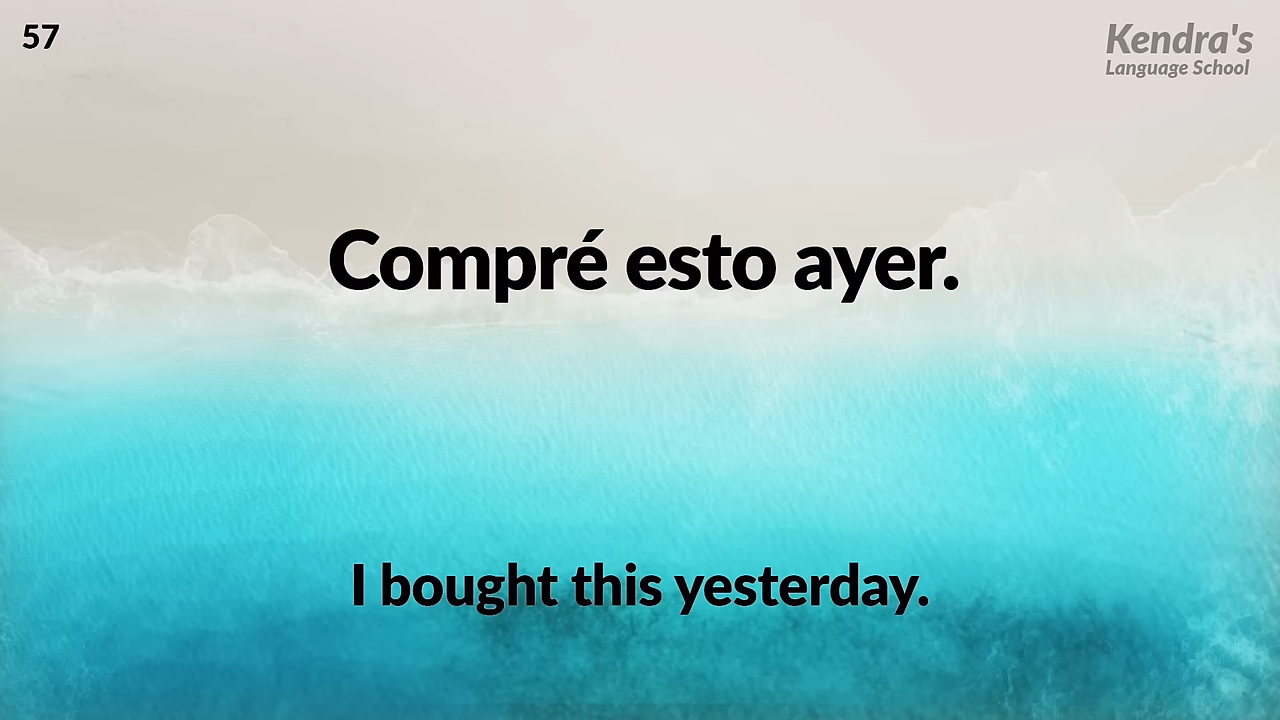 57
Kendra's
Language School
Compré esto ayer.
I bought this yesterday.